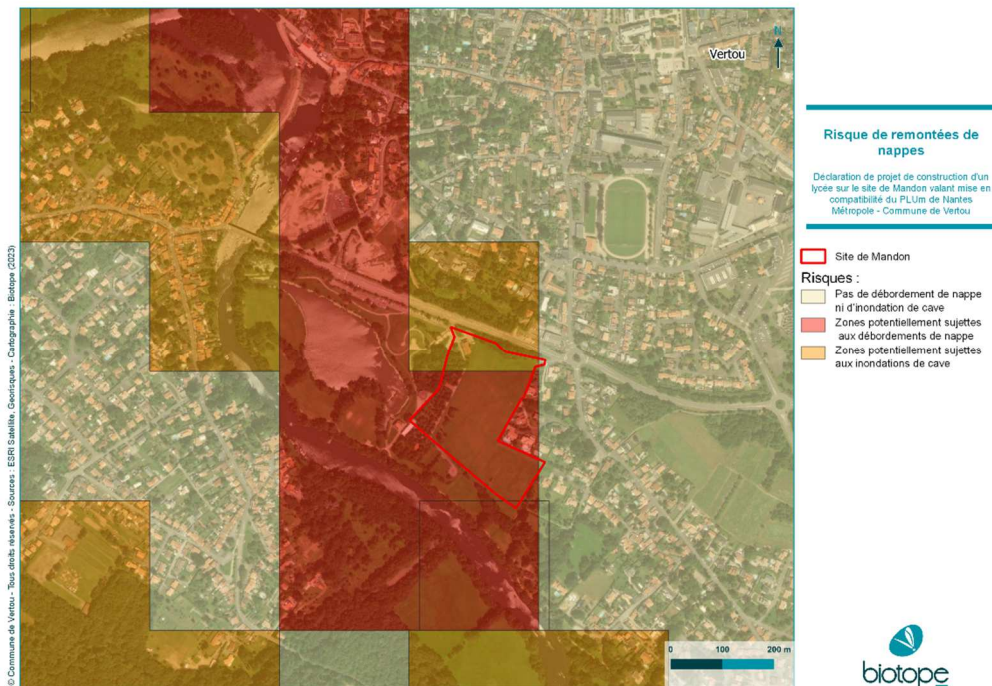 Vertou
N
Risque de remontées de
nappes
Déclaration de projet de construction d'un
lycée sur le site de Mandon valant mise en
compatibilité du PLUm de Nantes
Métropole - Commune de Vertou
Site de Mandon
Risques :
Pas de débordement de nappe
ni d'inondation de cave
Zones potentiellement sujettes
aux débordements de nappe
Zones potentiellement sujettes
aux inondations de cave
0 100 200 m
biotope
© Commune de Vertou - Tous droits réservés - Sources : ESRI Satellite, Georisques - Cartographie : Biotope (2023)